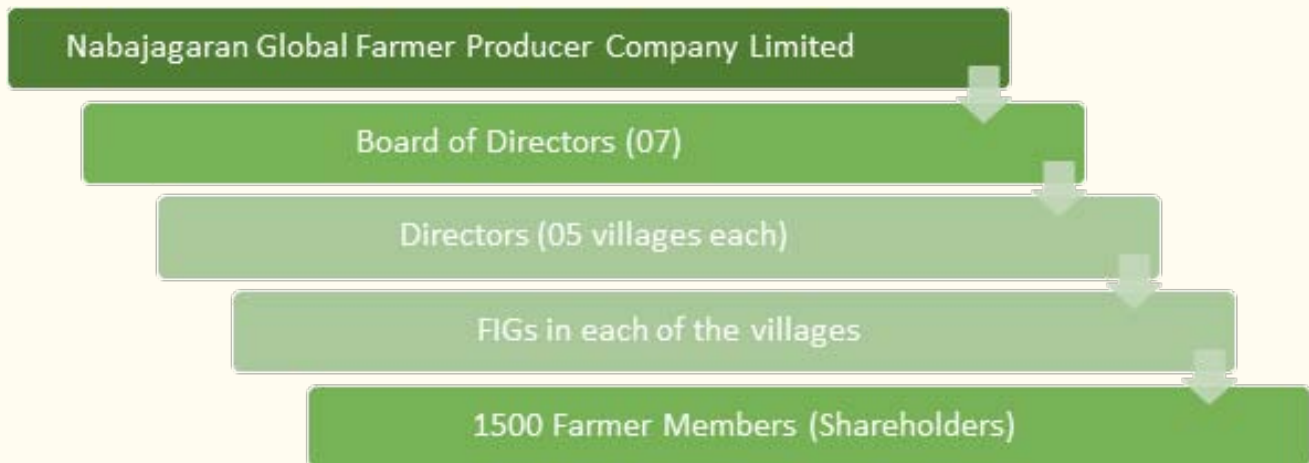 Nabajagaran Global Farmer Producer Company Limited
Board of Directors (07)
Directors (05 villages each)
FIGs in each of the villages
1500 Farmer Members (Shareholders)